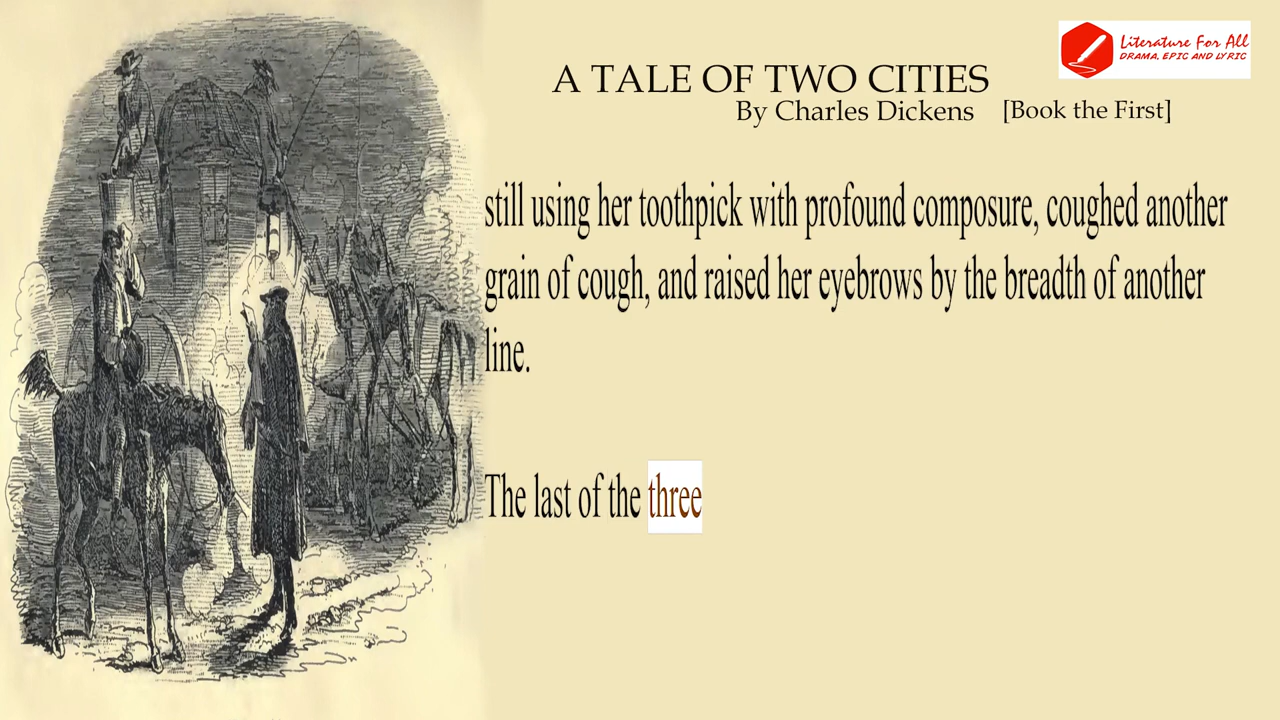 Literature For All
DRAMA, EPIC AND LYRIC
A TALE OF TWO CITIES
By Charles Dickens [Book the First]
still using her toothpick with profound composure, coughed another
grain of cough, and raised her eyebrows by the breadth of another
line.
The last of the three